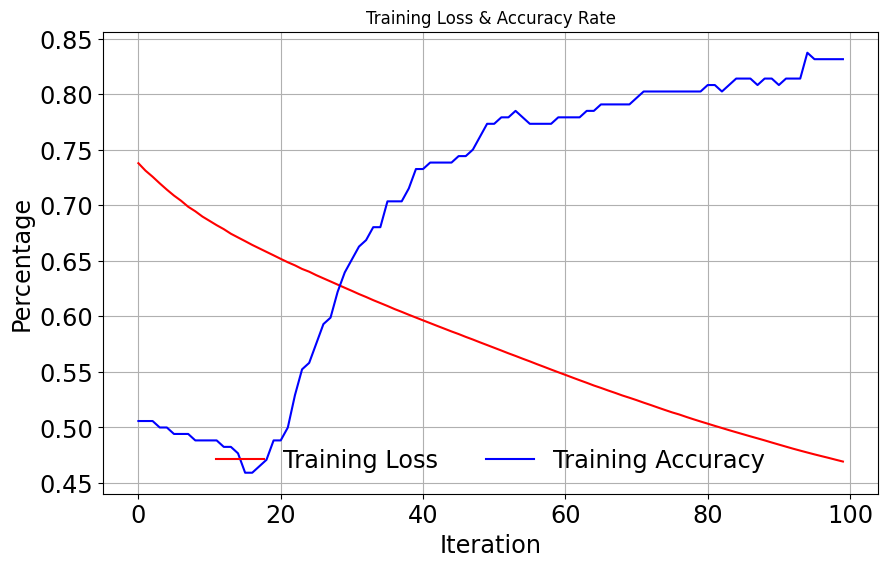 Training Loss & Accuracy Rate
0.85
0.80
0.75
0.70
0.65
0.60
0.55
0.50
0.45
Percentage
Training Loss Training Accuracy
0 20 40 60 80 100
Iteration